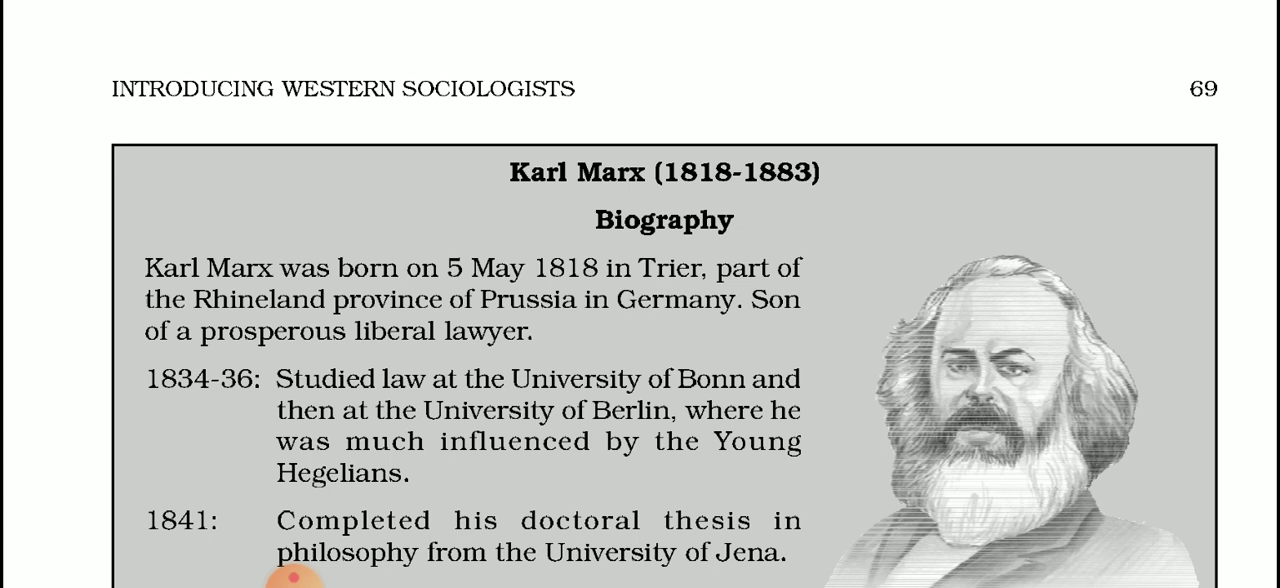 INTRODUCING WESTERN SOCIOLOGISTS 69
Karl Marx (1818-1883)
Biography
Karl Marx was born on 5 May 1818 in Trier, part of
the Rhineland province of Prussia in Germany. Son
of a prosperous liberal lawyer.
1834-36: Studied law at the University of Bonn and
then at the University of Berlin, where he
was much influenced by the Young
Hegelians.
1841: Completed his doctoral thesis in
philosophy from the University of Jena.